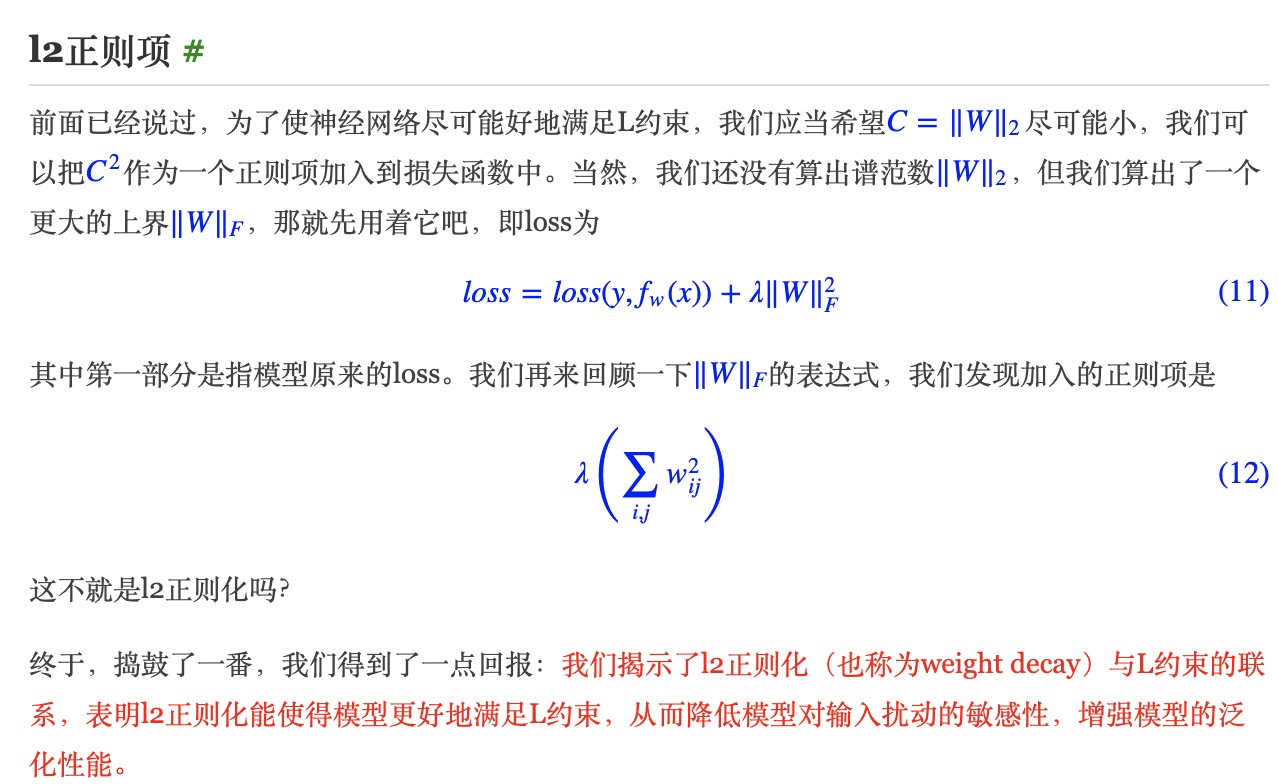 l2正则项 #
前面已经说过，为了使神经网络尽可能好地满足L约束，我们应当希望C = ‖W‖₂尽可能小，我们可
以把C²作为一个正则项加入到损失函数中。当然，我们还没有算出谱范数‖W‖₂，但我们算出了一个
更大的上界‖W‖_F，那就先用着它吧，即loss为
loss = loss(y, f_w(x)) + λ‖W‖_F^2 (11)
其中第一部分是指模型原来的loss。我们再来回顾一下‖W‖_F的表达式，我们发现加入的正则项是
λ(∑_{i,j} w_{ij}^2) (12)
这不就是l2正则化吗?
终于，捣鼓了一番，我们得到了一点回报：我们揭示了l2正则化（也称为weight decay）与L约束的联
系，表明l2正则化能使得模型更好地满足L约束，从而降低模型对输入扰动的敏感性，增强模型的泛
化性能。